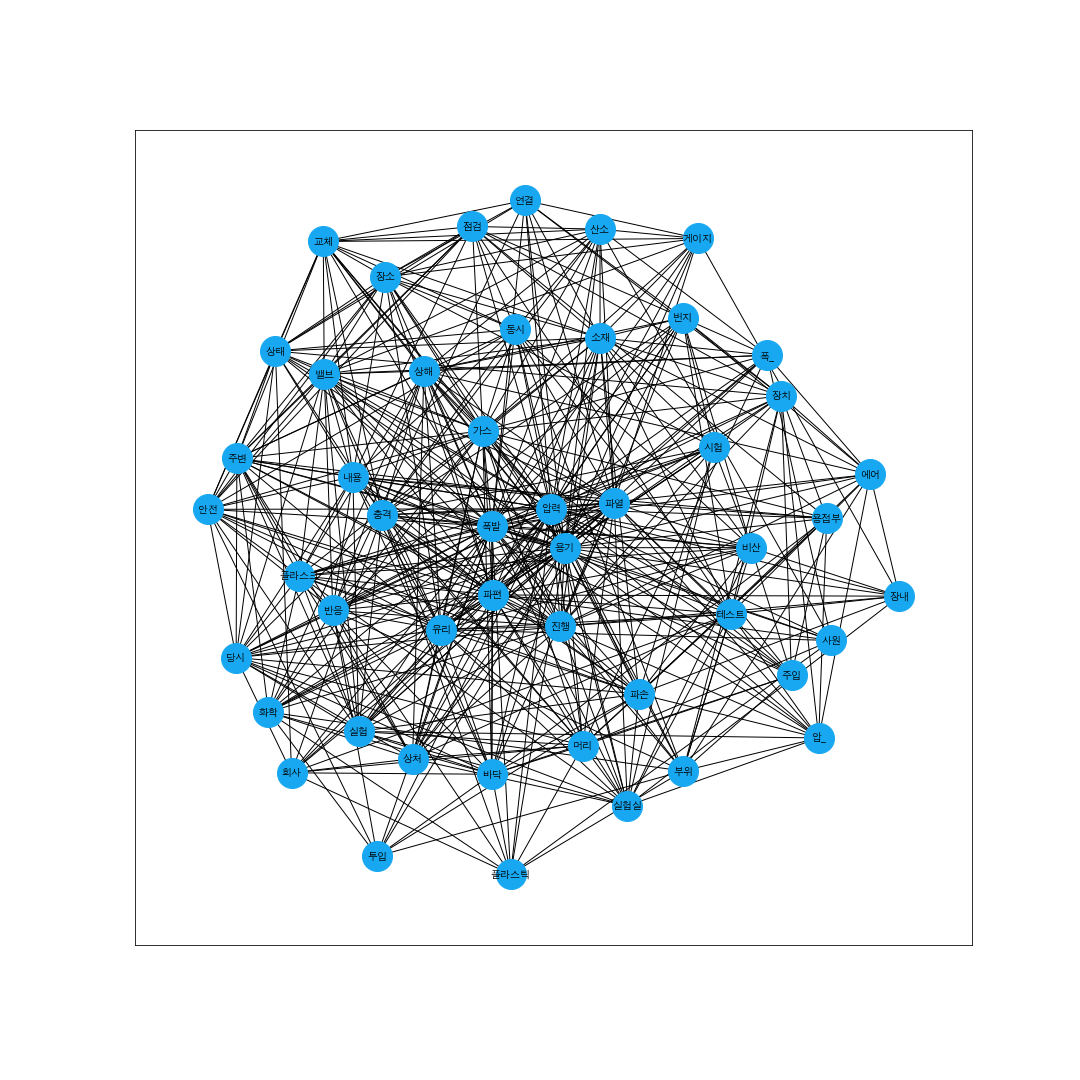 연결
점검
산소
교체
게이지
장소
번지
동시
소재
상태
폭_
상해
밸브
장치
가스
시험
주변
에어
내용
파열
안전
압력
충격
용접부
폭발
용기
비산
플라스크
파편
장내
반응
테스트
진행
유리
사원
당시
주입
파손
화학
실험
압_
머리
상처
부위
회사
바닥
실험실
투입
플라스틱